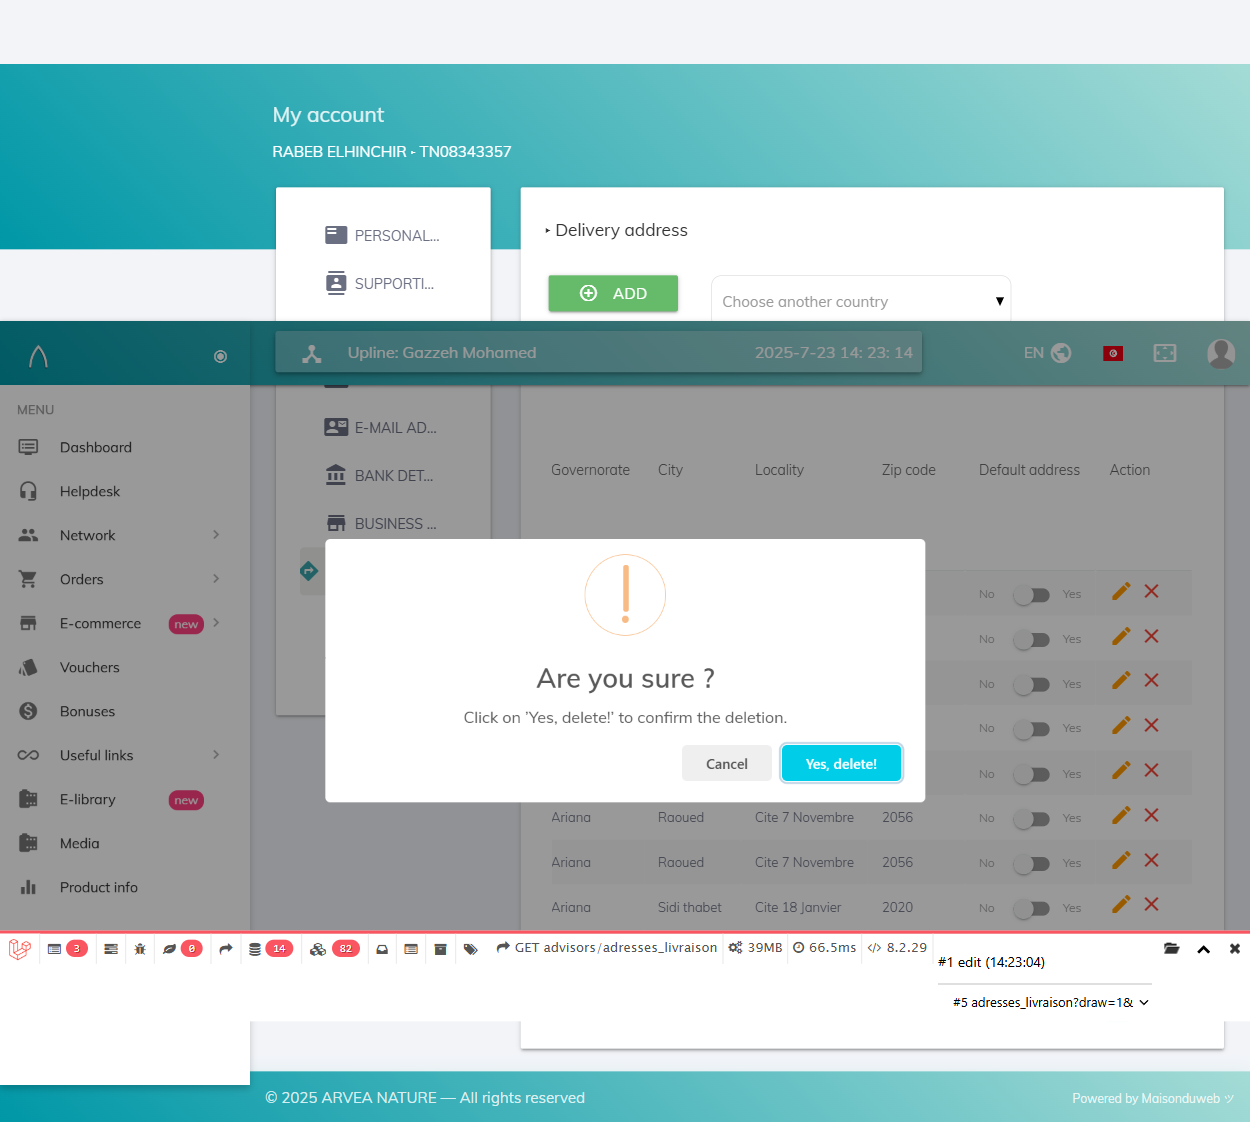 My account
RABEB ELHINCHIR ▸ TN08343357
PERSONAL...
SUPPORTI...
▸ Delivery address
ADD
Choose another country
Upline: Gazzeh Mohamed
2025-7-23 14: 23: 14
EN
MENU
Dashboard
Helpdesk
Network
Orders
E-commerce new
Vouchers
Bonuses
Useful links
E-library new
Media
Product info
E-MAIL AD...
BANK DET...
BUSINESS ...
Governorate City Locality Zip code Default address Action
No Yes
No Yes
No Yes
No Yes
No Yes
Are you sure ?
Click on 'Yes, delete!' to confirm the deletion.
Cancel
Yes, delete!
Ariana Raoued Cite 7 Novembre 2056 No Yes
Ariana Raoued Cite 7 Novembre 2056 No Yes
Ariana Sidi thabet Cite 18 Janvier 2020 No Yes
3 0 14 82 GET advisors/adresses_livraison 39MB 66.5ms 8.2.29
#1 edit (14:23:04)
#5 adresses_livraison?draw=1&
© 2025 ARVEA NATURE — All rights reserved
Powered by Maisonduweb ツ